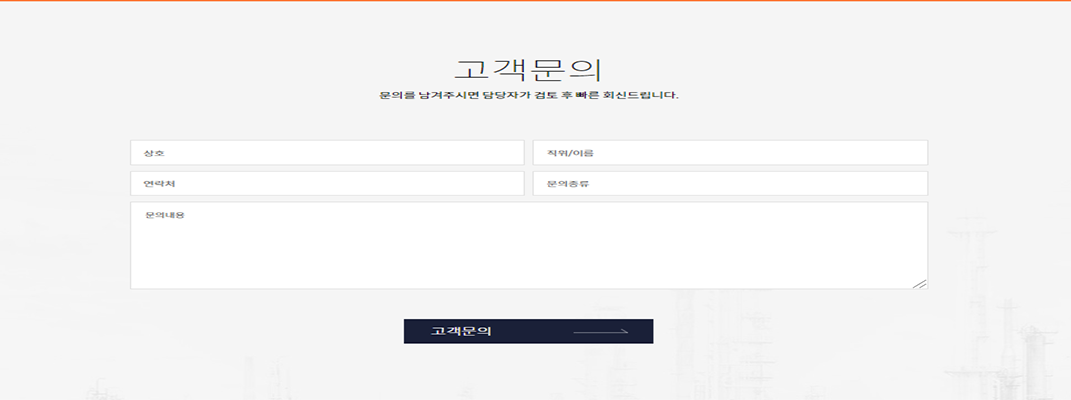 고객문의
문의를 남겨주시면 담당자가 검토 후 빠른 회신드립니다.
상호
직위/이름
연락처
문의종류
문의내용
고객문의